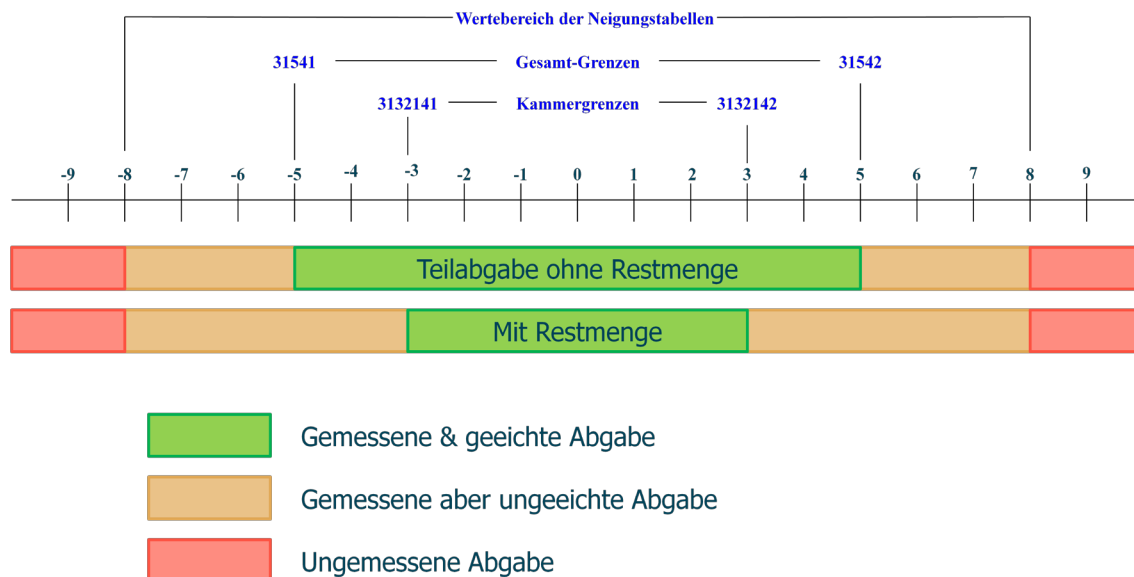 Wertebereich der Neigungstabellen
31541 Gesamt-Grenzen 31542
3132141 Kammergrenzen 3132142
-9 -8 -7 -6 -5 -4 -3 -2 -1 0 1 2 3 4 5 6 7 8 9
Teilabgabe ohne Restmenge
Mit Restmenge
Gemessene & geeichte Abgabe
Gemessene aber ungeeichte Abgabe
Ungemessene Abgabe